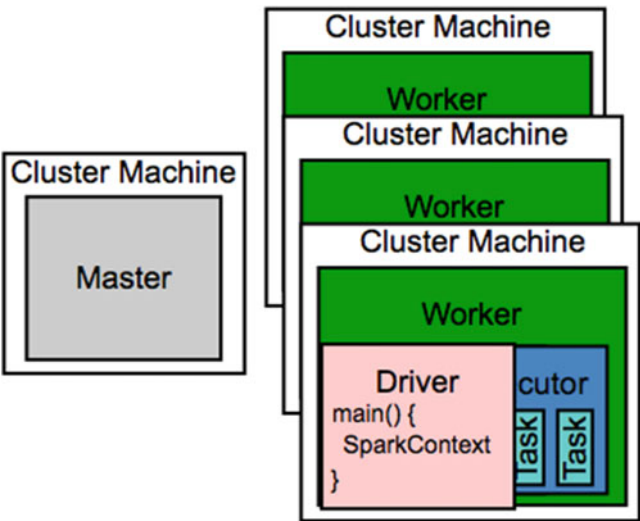 Cluster Machine
Worker
Cluster Machine
Worker
Cluster Machine
Master
Cluster Machine
Worker
Driver
main() {
SparkContext
}
cutor
Task
Task